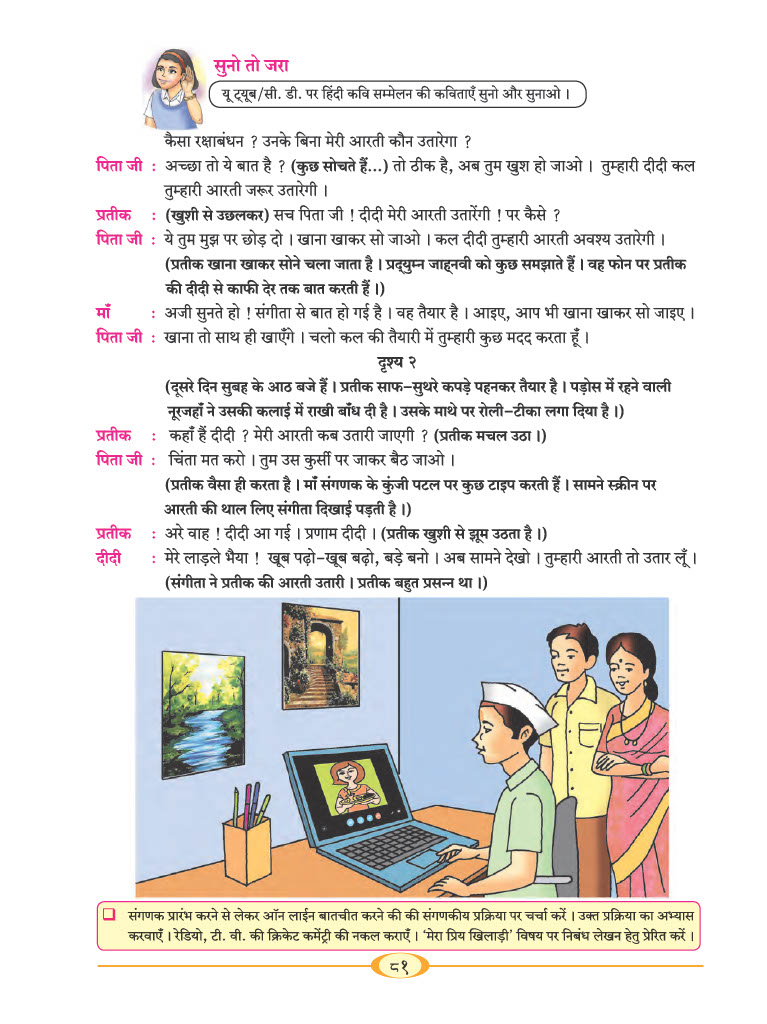 सुनो तो जरा
यू ट्यूब/सी. डी. पर हिंदी कवि सम्मेलन की कविताएँ सुनो और सुनाओ ।
कैसा रक्षाबंधन ? उनके बिना मेरी आरती कौन उतारेगा ?
पिता जी : अच्छा तो ये बात है ? (कुछ सोचते हैं...) तो ठीक है, अब तुम खुश हो जाओ । तुम्हारी दीदी कल
तुम्हारी आरती जरूर उतारेगी ।
प्रतीक : (खुशी से उछलकर) सच पिता जी ! दीदी मेरी आरती उतारेंगी ! पर कैसे ?
पिता जी : ये तुम मुझ पर छोड़ दो । खाना खाकर सो जाओ । कल दीदी तुम्हारी आरती अवश्य उतारेगी ।
(प्रतीक खाना खाकर सोने चला जाता है । प्रद्‌युम्न जाह्‌नवी को कुछ समझाते हैं । वह फोन पर प्रतीक
की दीदी से काफी देर तक बात करती हैं ।)
माँ : अजी सुनते हो ! संगीता से बात हो गई है । वह तैयार है । आइए, आप भी खाना खाकर सो जाइए ।
पिता जी : खाना तो साथ ही खाएँगे । चलो कल की तैयारी में तुम्हारी कुछ मदद करता हूँ ।
दृश्य २
(दूसरे दिन सुबह के आठ बजे हैं । प्रतीक साफ-सुथरे कपड़े पहनकर तैयार है । पड़ोस में रहने वाली
नूरजहाँ ने उसकी कलाई में राखी बाँध दी है । उसके माथे पर रोली-टीका लगा दिया है ।)
प्रतीक : कहाँ हैं दीदी ? मेरी आरती कब उतारी जाएगी ? (प्रतीक मचल उठा ।)
पिता जी : चिंता मत करो । तुम उस कुर्सी पर जाकर बैठ जाओ ।
(प्रतीक वैसा ही करता है । माँ संगणक के कुंजी पटल पर कुछ टाइप करती हैं । सामने स्क्रीन पर
आरती की थाल लिए संगीता दिखाई पड़ती है ।)
प्रतीक : अरे वाह ! दीदी आ गई । प्रणाम दीदी । (प्रतीक खुशी से झूम उठता है ।)
दीदी : मेरे लाड़ले भैया ! खूब पढ़ो-खूब बढ़ो, बड़े बनो । अब सामने देखो । तुम्हारी आरती तो उतार लूँ ।
(संगीता ने प्रतीक की आरती उतारी । प्रतीक बहुत प्रसन्न था ।)
❑ संगणक प्रारंभ करने से लेकर ऑन लाईन बातचीत करने की की संगणकीय प्रक्रिया पर चर्चा करें । उक्त प्रक्रिया का अभ्यास
करवाएँ । रेडियो, टी. वी. की क्रिकेट कमेंट्री की नकल कराएँ । ‘मेरा प्रिय खिलाड़ी’ विषय पर निबंध लेखन हेतु प्रेरित करें ।
८१